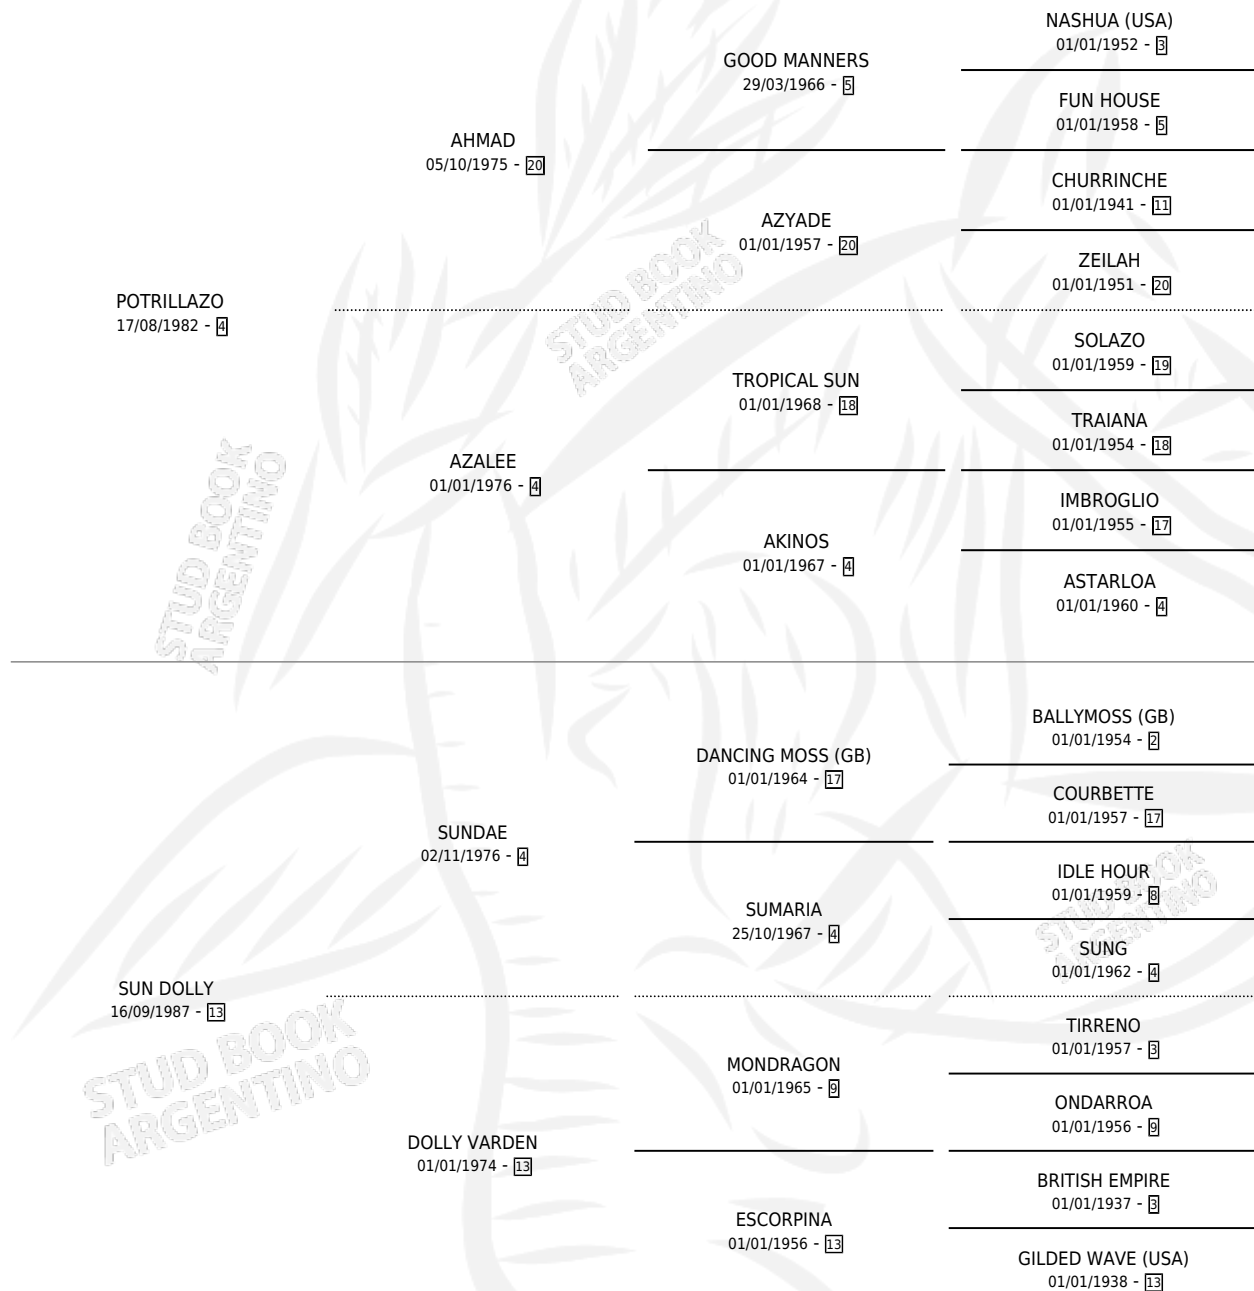 NASHUA (USA)
01/01/1952 - 3
GOOD MANNERS
29/03/1966 - 5
FUN HOUSE
01/01/1958 - 5
AHMAD
05/10/1975 - 20
CHURRINCHE
01/01/1941 - 11
AZYADE
01/01/1957 - 20
ZEILAH
01/01/1951 - 20
POTRILLAZO
17/08/1982 - 4
STUD BOOK
ARGENTINO
SOLAZO
01/01/1959 - 19
TROPICAL SUN
01/01/1968 - 18
TRAIANA
01/01/1954 - 18
AZALEE
01/01/1976 - 4
IMBROGLIO
01/01/1955 - 17
AKINOS
01/01/1967 - 4
ASTARLOA
01/01/1960 - 4
STUD BOOK
ARGENTINO
BALLYMOSS (GB)
01/01/1954 - 2
DANCING MOSS (GB)
01/01/1964 - 17
COURBETTE
01/01/1957 - 17
SUNDAE
02/11/1976 - 4
IDLE HOUR
01/01/1959 - 8
SUMARIA
25/10/1967 - 4
SUNG
01/01/1962 - 4
STUD BOOK
ARGENTINO
SUN DOLLY
16/09/1987 - 13
TIRRENO
01/01/1957 - 3
MONDRAGON
01/01/1965 - 9
ONDARROA
01/01/1956 - 9
STUD BOOK
ARGENTINO
DOLLY VARDEN
01/01/1974 - 13
BRITISH EMPIRE
01/01/1937 - 3
ESCORPINA
01/01/1956 - 13
GILDED WAVE (USA)
01/01/1938 - 13